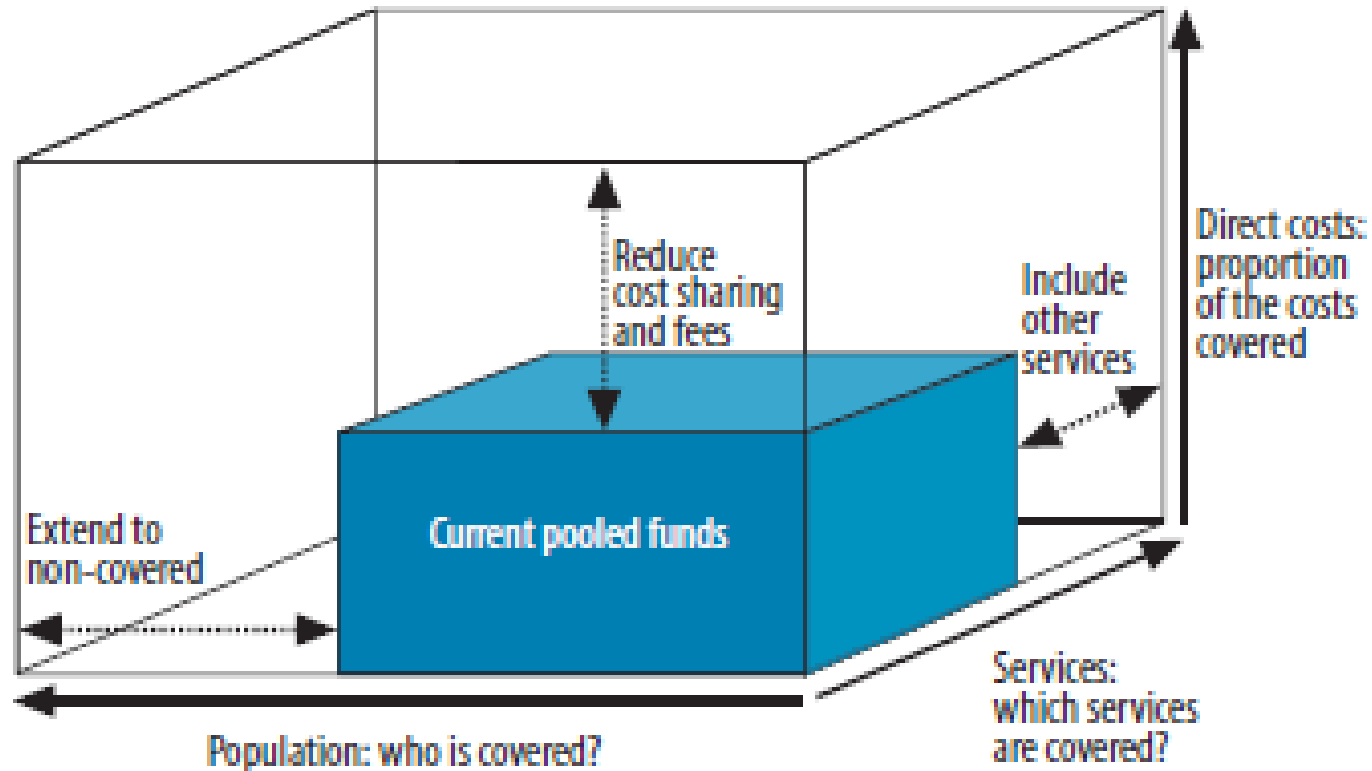 Reduce
cost sharing
and fees
Include
other
services
Direct costs:
proportion
of the costs
covered
Extend to
non-covered
Current pooled funds
Services:
which services
are covered?
Population: who is covered?